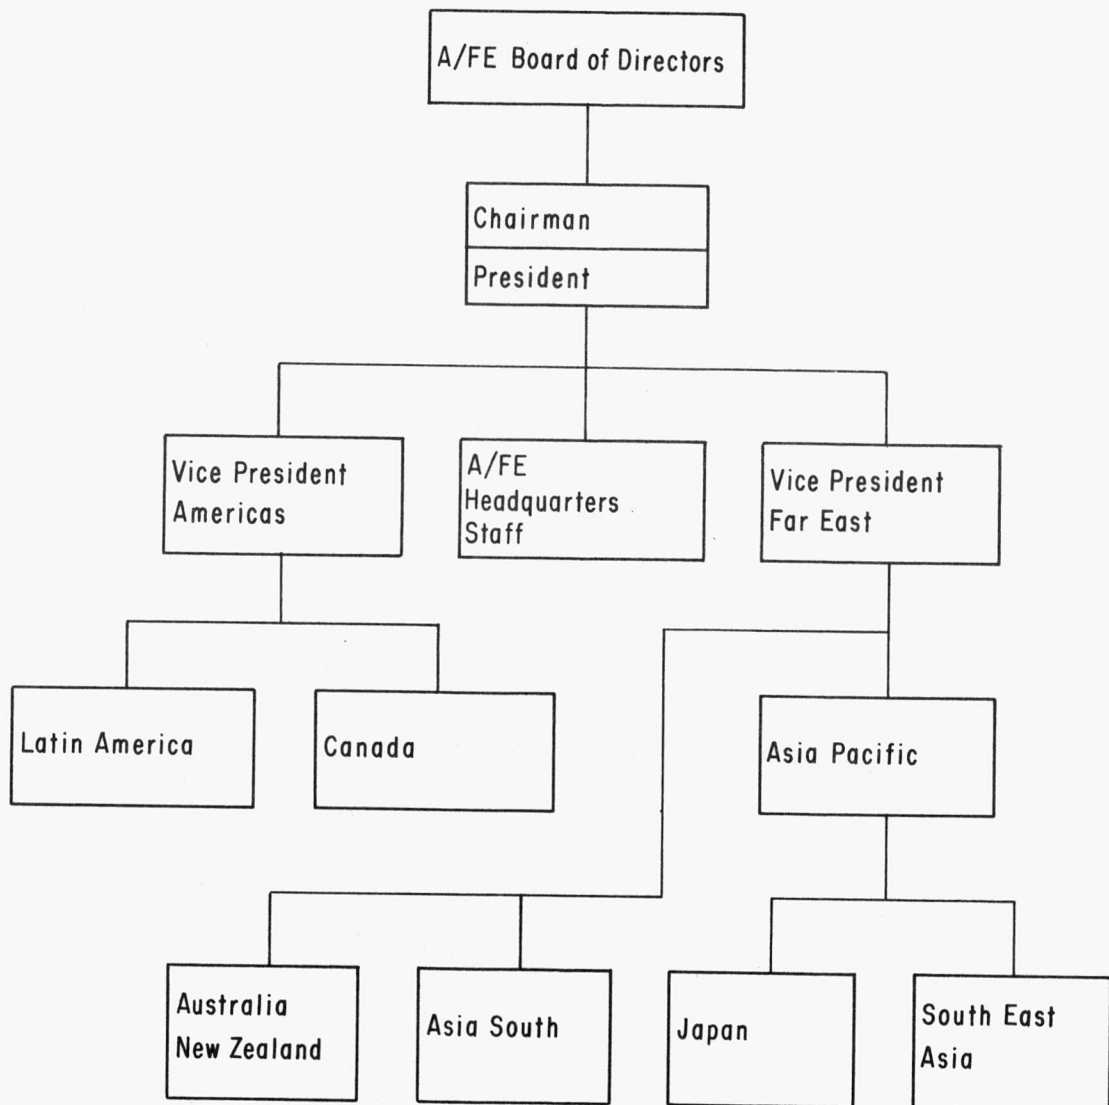 A/FE Board of Directors
Chairman
President
Vice President
Americas
A/FE
Headquarters
Staff
Vice President
Far East
Latin America
Canada
Asia Pacific
Australia
New Zealand
Asia South
Japan
South East
Asia